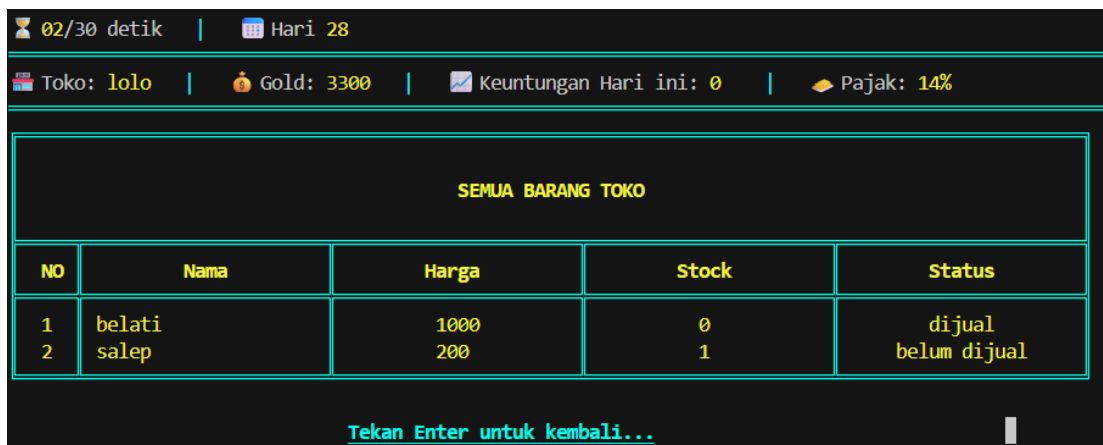 02/30 detik | Hari 28
Toko: lolo | Gold: 3300 | Keuntungan Hari ini: 0 | Pajak: 14%
SEMUA BARANG TOKO
NO Nama Harga Stock Status
1 belati 1000 0 dijual
2 salep 200 1 belum dijual
Tekan Enter untuk kembali...